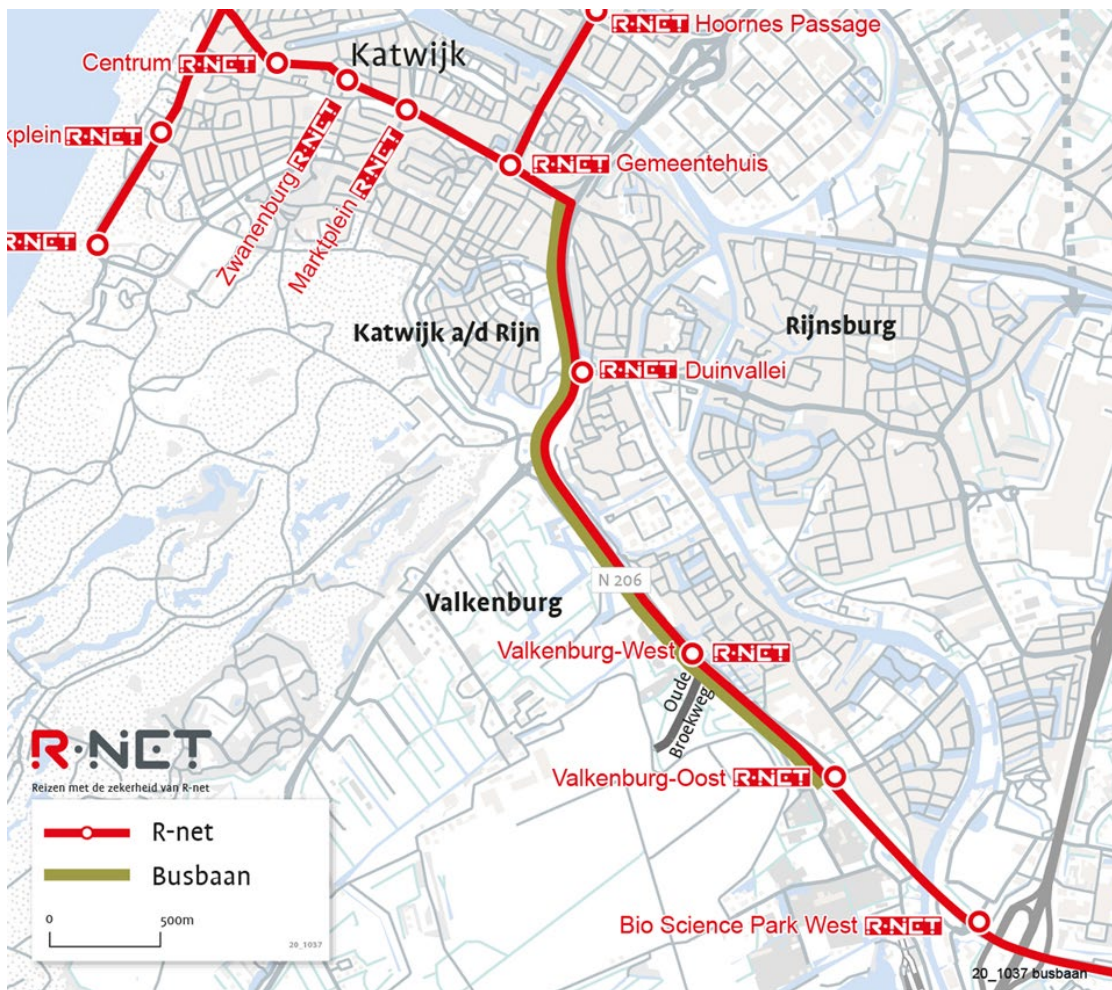 R·NET Hoornes Passage
Katwijk
Centrum R·NET
kplein R·NET
Zwanenburg R·NET
Marktplein R·NET
R·NET Gemeentehuis
R·NET
Katwijk a/d Rijn
Rijnsburg
R·NET Duinvallei
N 206
Valkenburg
Valkenburg-West R·NET
Oude
Broekweg
Valkenburg-Oost R·NET
R·NET
Reizen met de zekerheid van R-net
R-net
Busbaan
0 500m
20_1037
Bio Science Park West R·NET
20_1037 busbaan